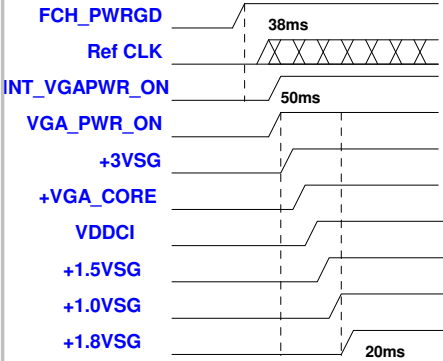 FCH_PWRGD
38ms
Ref CLK
INT_VGAPWR_ON
50ms
VGA_PWR_ON
+3VSG
+VGA_CORE
VDDCI
+1.5VSG
+1.0VSG
+1.8VSG
20ms